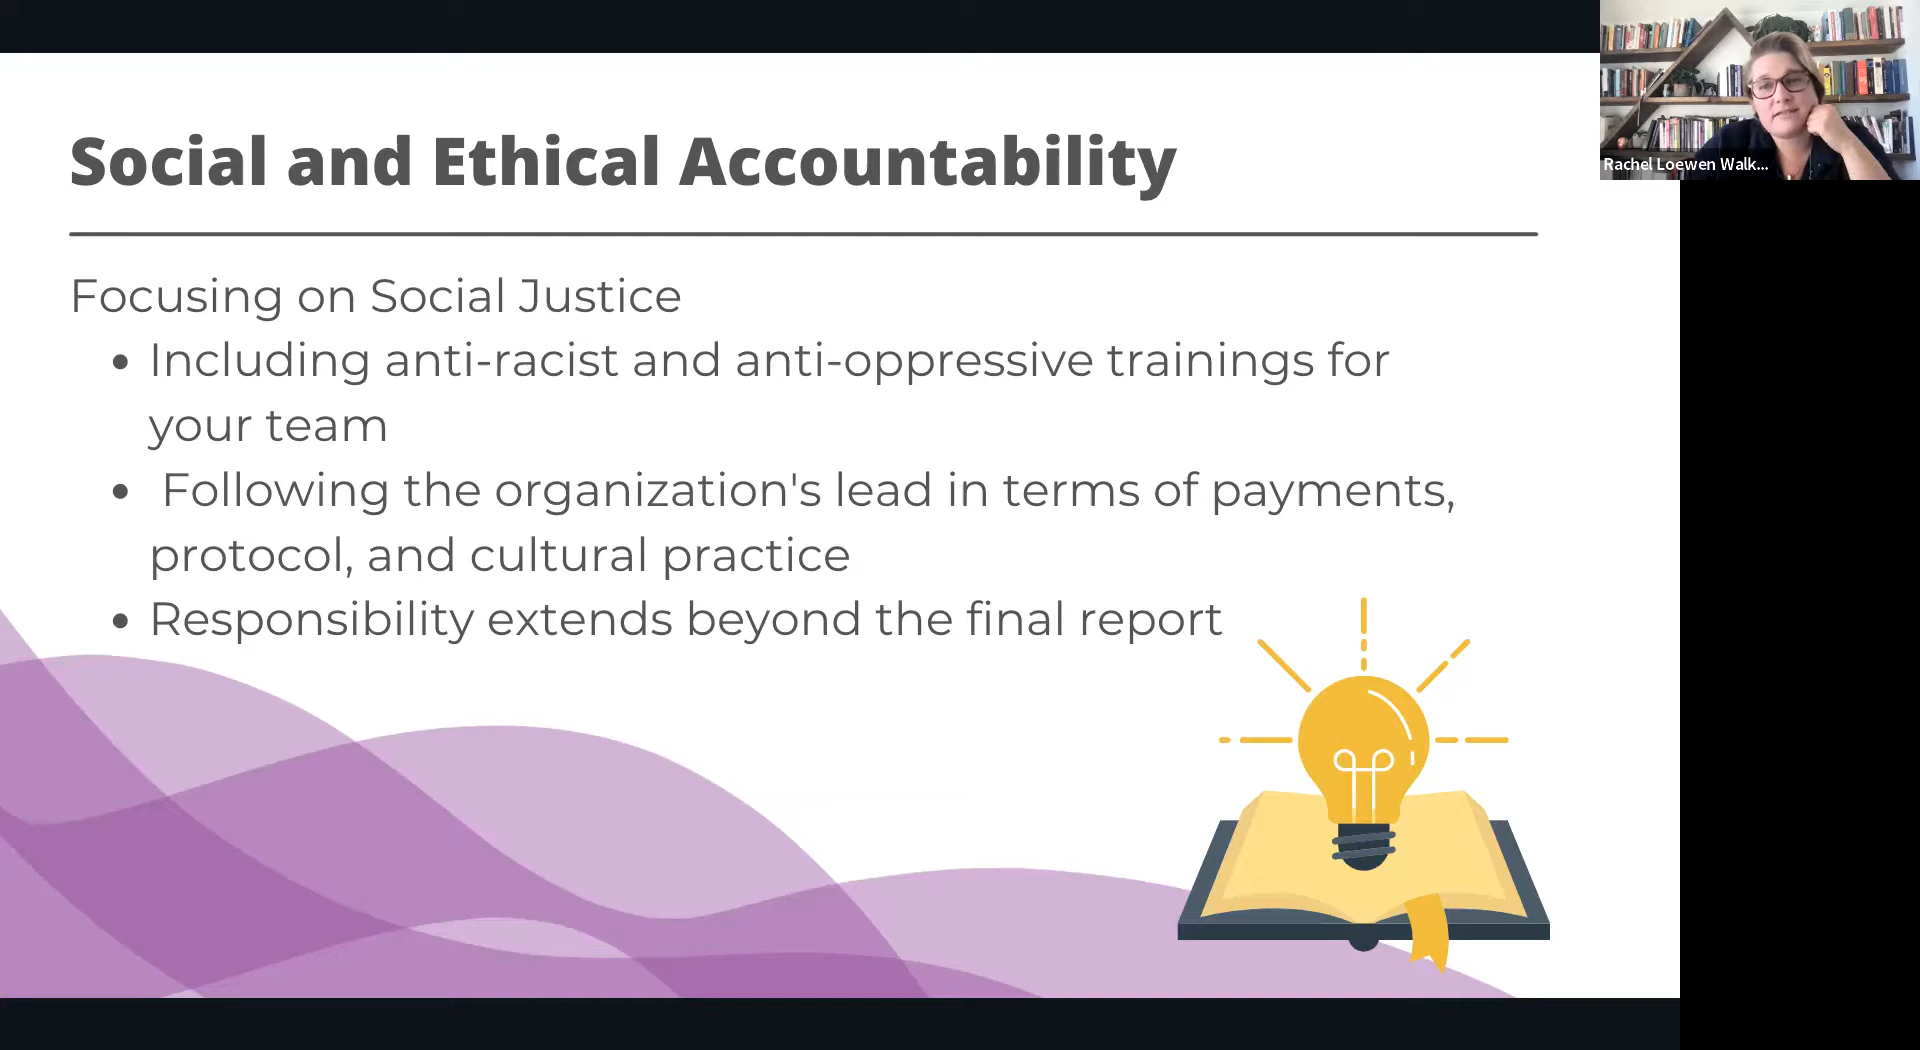 Social and Ethical Accountability
Focusing on Social Justice
• Including anti-racist and anti-oppressive trainings for
your team
• Following the organization's lead in terms of payments,
protocol, and cultural practice
• Responsibility extends beyond the final report
Rachel Loewen Walk...